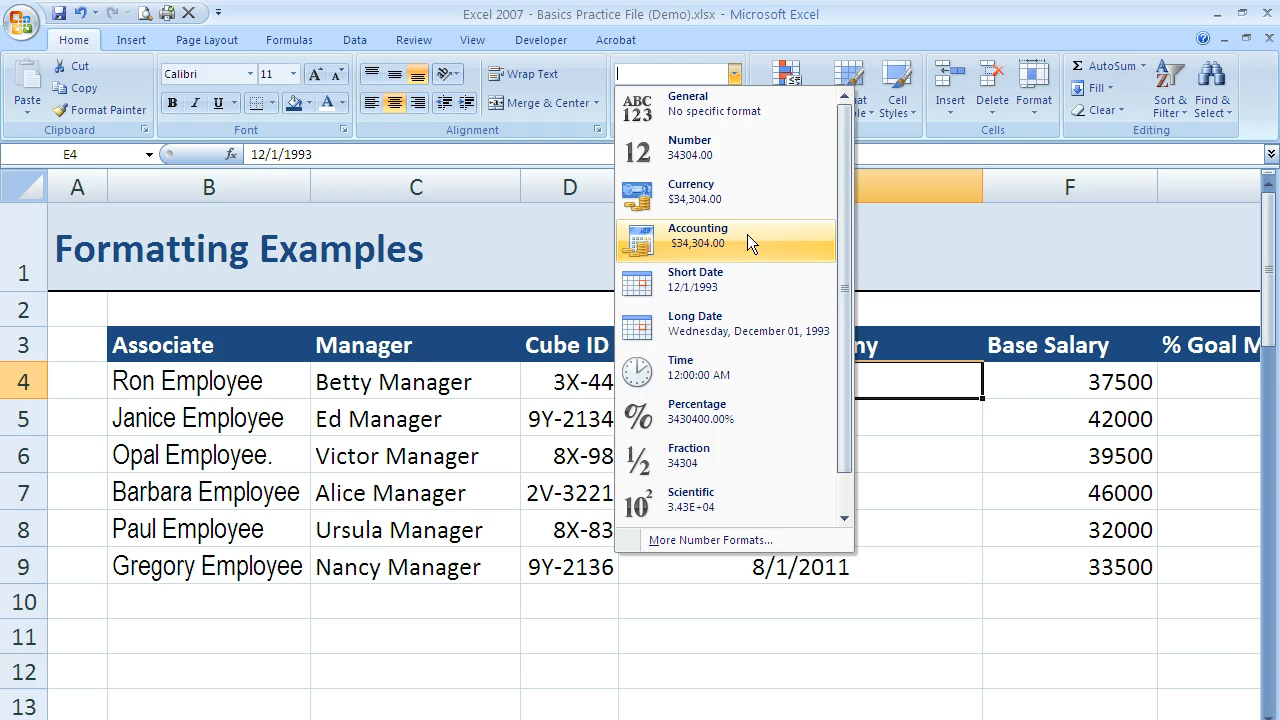 Excel 2007 - Basics Practice File (Demo).xlsx - Microsoft Excel
Home Insert Page Layout Formulas Data Review View Developer Acrobat
Paste
Cut
Copy
Format Painter
Clipboard
Calibri 11
B I U A
Font
Wrap Text
Merge & Center
Alignment
Cell Styles
Insert Delete Format
Cells
Σ AutoSum
Fill
Clear
Sort & Filter
Find & Select
Editing
E4 fx 12/1/1993
A B C D F
1 Formatting Examples
2
3 Associate Manager Cube ID ny Base Salary % Goal M
4 Ron Employee Betty Manager 3X-44 37500
5 Janice Employee Ed Manager 9Y-2134 42000
6 Opal Employee. Victor Manager 8X-98 39500
7 Barbara Employee Alice Manager 2V-3221 46000
8 Paul Employee Ursula Manager 8X-83 32000
9 Gregory Employee Nancy Manager 9Y-2136 8/1/2011 33500
10
11
12
13
ABC 123
General
No specific format
12
Number
34304.00
Currency
$34,304.00
Accounting
$34,304.00
Short Date
12/1/1993
Long Date
Wednesday, December 01, 1993
Time
12:00:00 AM
%
Percentage
3430400.00%
½
Fraction
34304
10²
Scientific
3.43E+04
More Number Formats...